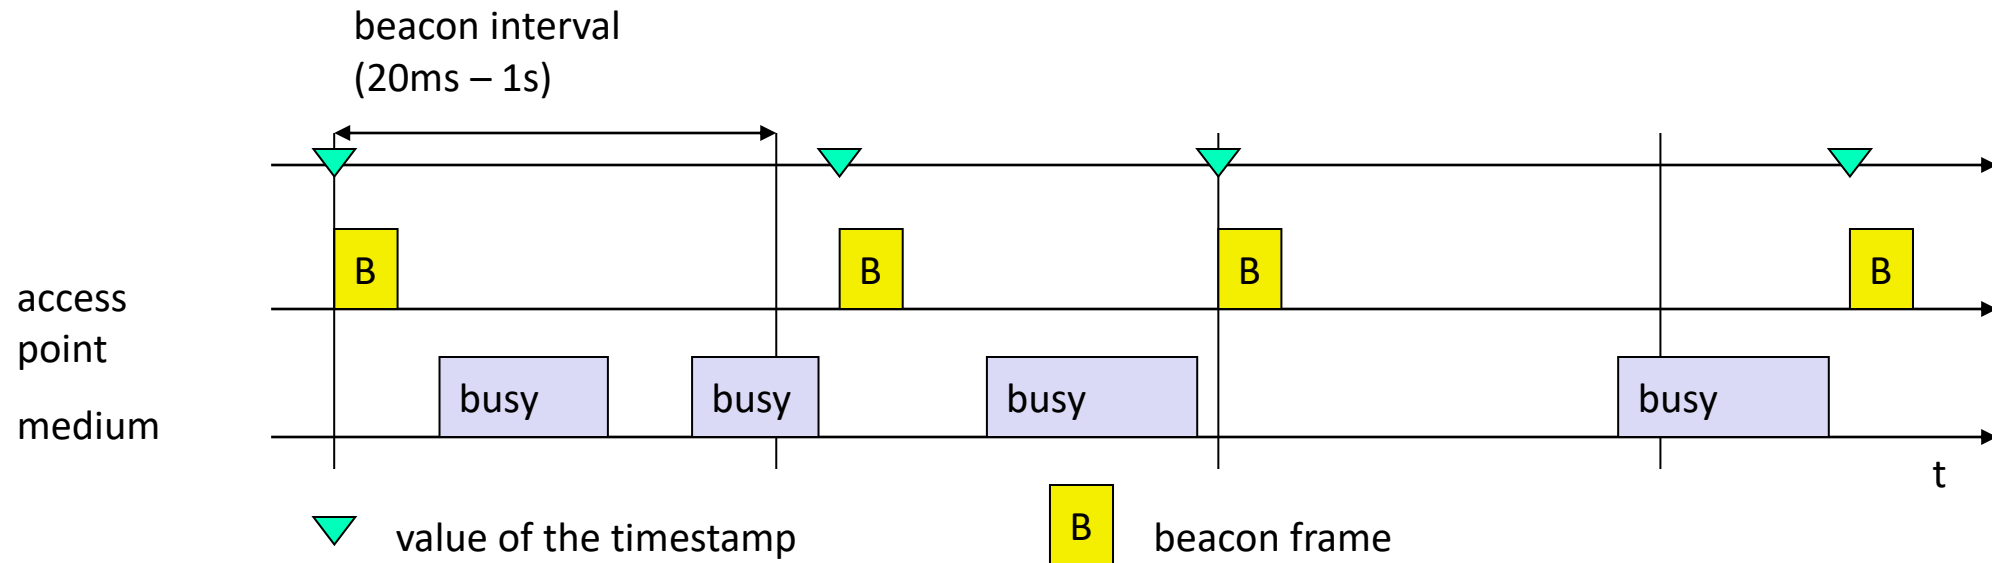 beacon interval
(20ms – 1s)
B B B B
access
point
busy busy busy busy
medium
t
value of the timestamp
B beacon frame